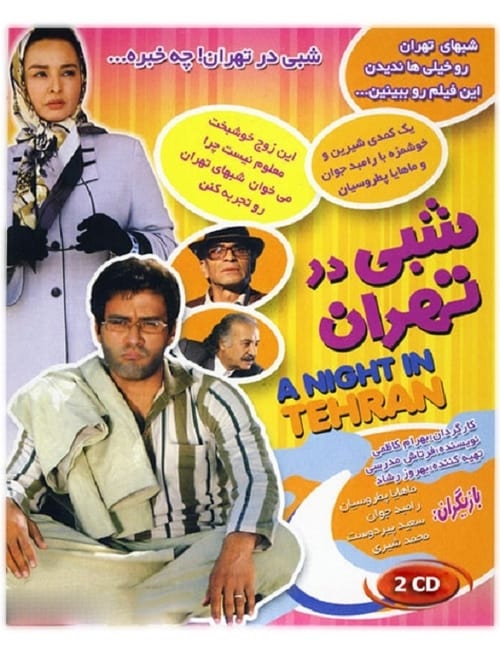 شبی در تهران! چه خبره...
شبهای تهران
رو خیلی ها ندیدن
این فیلم رو ببینین...
این زوج خوشبخت
معلوم نیست چرا
می خوان شبهای تهران
رو تجربه کنن
یک کمدی شیرین و
خوشمزه با رامبد جوان
و ماهایا پطروسیان
شبی در
تهران
A NIGHT IN
TEHRAN
کارگردان: بهرام کاظمی
نویسنده: فرتاش مدرسی
تهیه کننده: بهروز رشاد
بازیگران:
ماهایا پطروسیان
رامبد جوان
سعید پیردوست
محمد شیری
2 CD